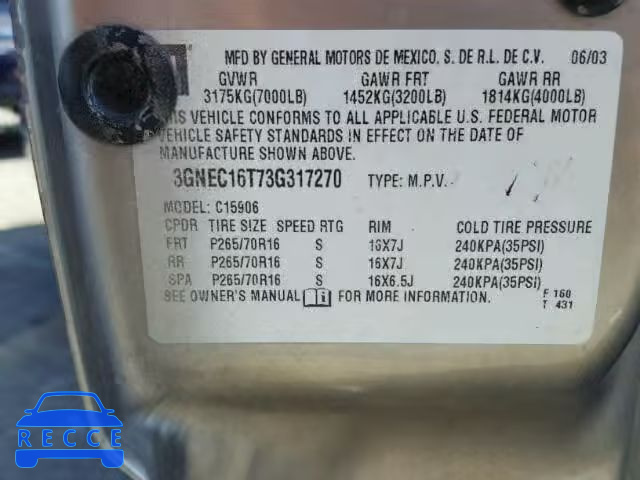 MFD BY GENERAL MOTORS DE MEXICO, S. DE R.L. DE C.V. 06/03
GVWR GAWR FRT GAWR RR
3175KG(7000LB) 1452KG(3200LB) 1814KG(4000LB)
THIS VEHICLE CONFORMS TO ALL APPLICABLE U.S. FEDERAL MOTOR
VEHICLE SAFETY STANDARDS IN EFFECT ON THE DATE OF
MANUFACTURE SHOWN ABOVE.
3GNEC16T73G317270 TYPE: M.P.V.
MODEL: C15906
CPDR TIRE SIZE SPEED RTG RIM COLD TIRE PRESSURE
FRT P265/70R16 S 16X7J 240KPA(35PSI)
RR P265/70R16 S 16X7J 240KPA(35PSI)
SPA P265/70R16 S 16X6.5J 240KPA(35PSI)
SEE OWNER'S MANUAL FOR MORE INFORMATION. F 160
T 431
RECCE